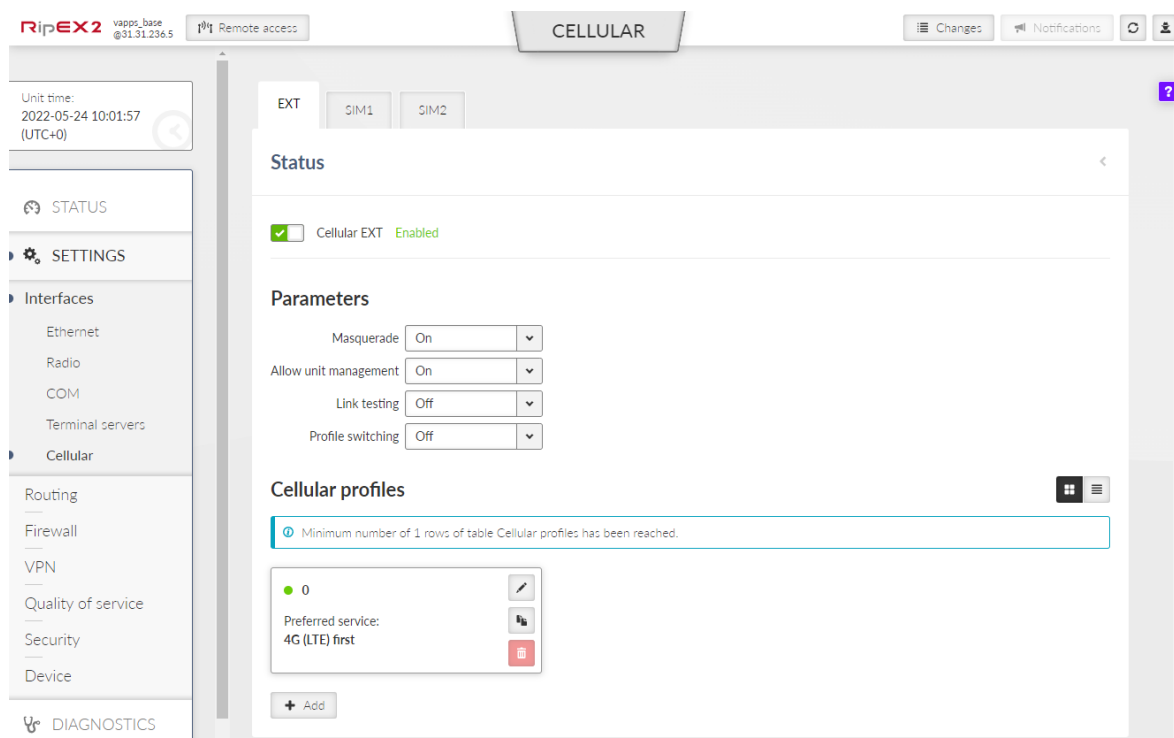 RipEX2 vapps_base
@31.31.236.5
Remote access
CELLULAR
Changes
Notifications
?
Unit time:
2022-05-24 10:01:57
(UTC+0)
STATUS
SETTINGS
Interfaces
Ethernet
Radio
COM
Terminal servers
Cellular
Routing
Firewall
VPN
Quality of service
Security
Device
DIAGNOSTICS
EXT
SIM1
SIM2
Status
Cellular EXT Enabled
Parameters
Masquerade On
Allow unit management On
Link testing Off
Profile switching Off
Cellular profiles
Minimum number of 1 rows of table Cellular profiles has been reached.
0
Preferred service:
4G (LTE) first
+ Add